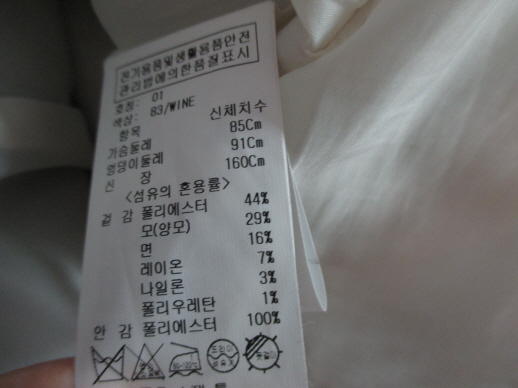 전기용품및생활용품안전
관리법에의한품질표시
호칭: 01
색상: 83/WINE
항목 신체치수
가슴둘레 85Cm
엉덩이둘레 91Cm
신 장 160Cm
<섬유의 혼용률>
겉 감 폴리에스터 44%
모(양모) 29%
면 16%
레이온 7%
나일론 3%
폴리우레탄 1%
안 감 폴리에스터 100%